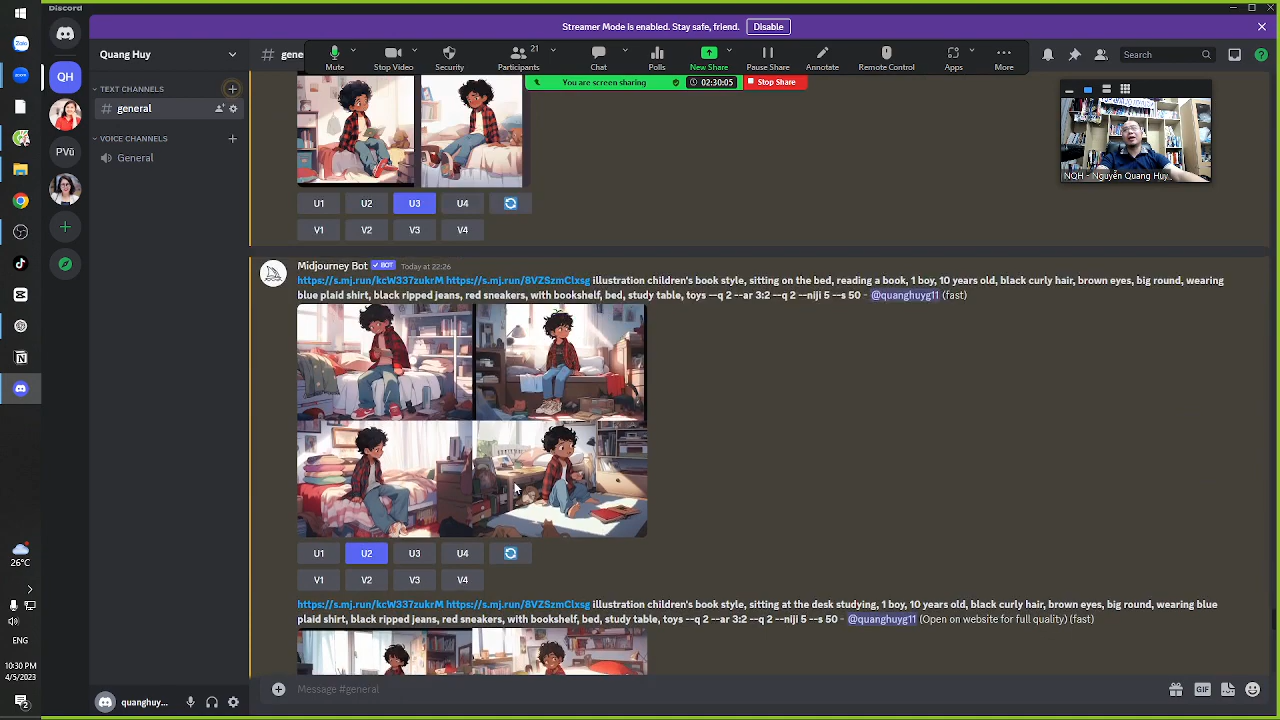 Discord
Streamer Mode is enabled. Stay safe, friend.
Disable
Quang Huy
# gene
Mute
Stop Video
Security
21
Participants
Chat
Polls
New Share
Pause Share
Annotate
Remote Control
Apps
More
Search
You are screen sharing
02:30:05
Stop Share
QH
TEXT CHANNELS
# general
PVũ
VOICE CHANNELS
General
NQH - Nguyễn Quang Huy...
U1 U2 U3 U4
V1 V2 V3 V4
Midjourney Bot BOT Today at 22:26
https://s.mj.run/kcW337zukrM https://s.mj.run/8VZSzmClxsg illustration children's book style, sitting on the bed, reading a book, 1 boy, 10 years old, black curly hair, brown eyes, big round, wearing
blue plaid shirt, black ripped jeans, red sneakers, with bookshelf, bed, study table, toys --q 2 --ar 3:2 --q 2 --niji 5 --s 50 - @quanghuyg11 (fast)
U1 U2 U3 U4
V1 V2 V3 V4
https://s.mj.run/kcW337zukrM https://s.mj.run/8VZSzmClxsg illustration children's book style, sitting at the desk studying, 1 boy, 10 years old, black curly hair, brown eyes, big round, wearing blue
plaid shirt, black ripped jeans, red sneakers, with bookshelf, bed, study table, toys --q 2 --ar 3:2 --q 2 --niji 5 --s 50 - @quanghuyg11 (Open on website for full quality) (fast)
Message #general
GIF
quanghuy...
26°C
ENG
10:30 PM
4/5/2023